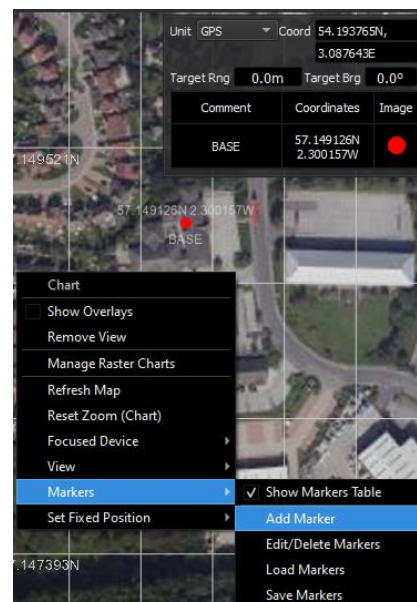 Unit GPS Coord 54.193765N,
3.087643E
Target Rng 0.0m Target Brg 0.0º
Comment Coordinates Image
BASE 57.149126N
2.300157W
57.149126N 2.300157W
BASE
Chart
Show Overlays
Remove View
Manage Raster Charts
Refresh Map
Reset Zoom (Chart)
Focused Device
View
Markers
Set Fixed Position
Show Markers Table
Add Marker
Edit/Delete Markers
Load Markers
Save Markers
7.147393N